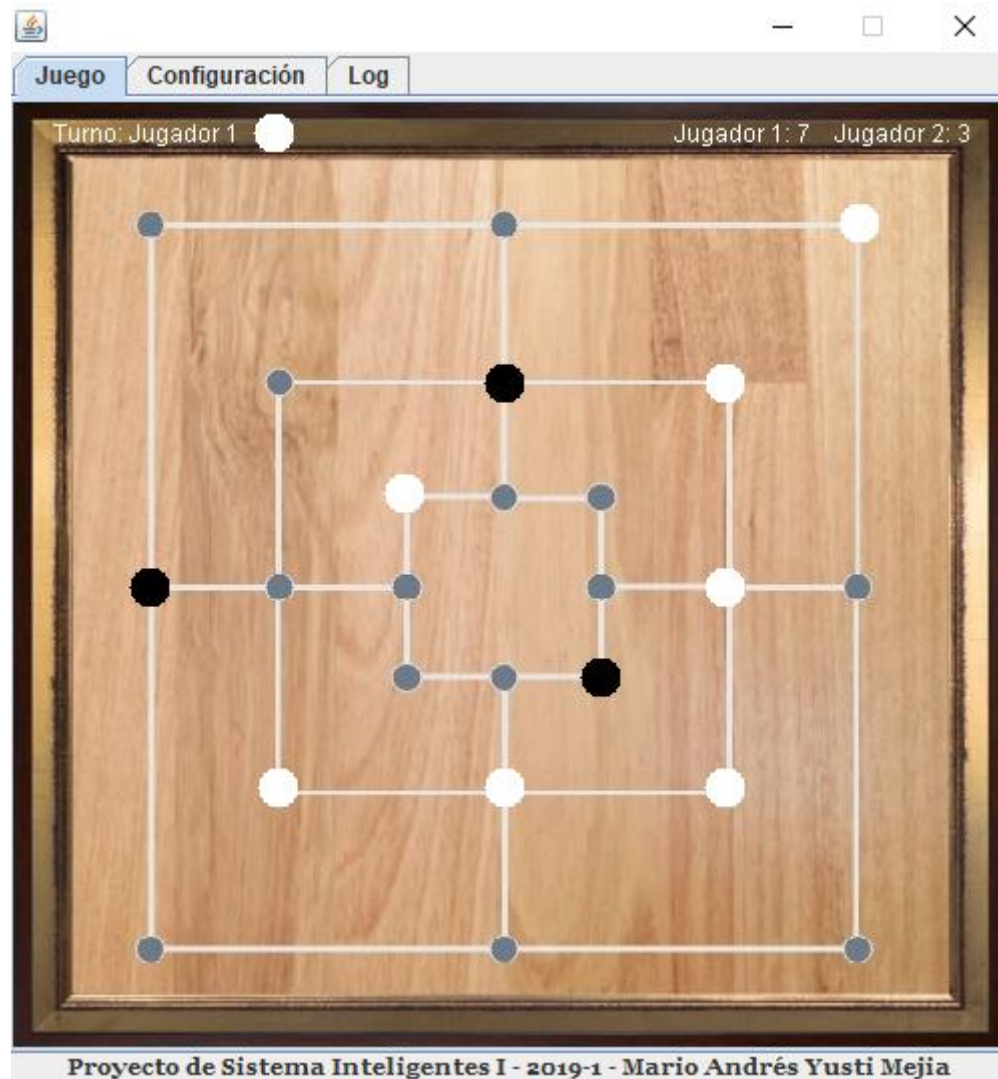 Juego Configuración Log
Turno: Jugador 1 Jugador 1: 7 Jugador 2: 3
Proyecto de Sistema Inteligentes I - 2019-1 - Mario Andrés Yusti Mejia